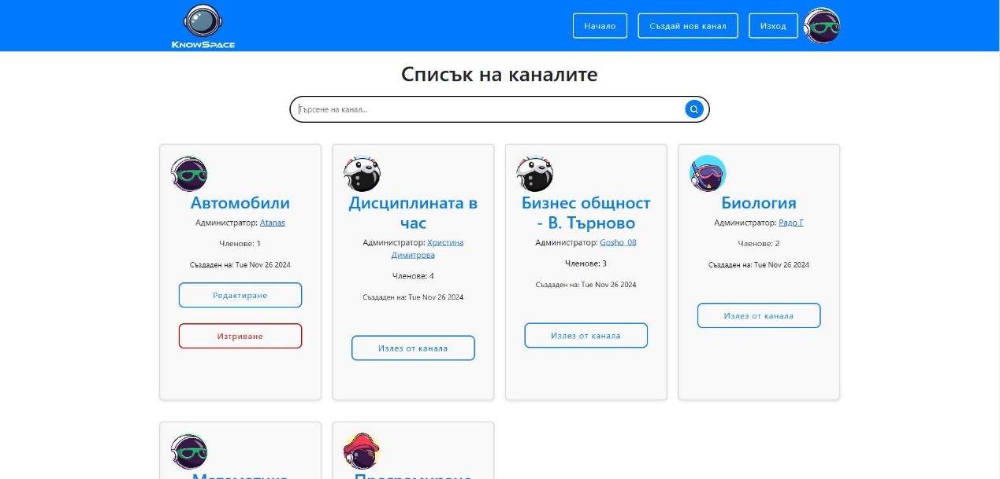 KnowSpace
Начало
Създай нов канал
Изход
Списък на каналите
Търсене на канал...
Автомобили
Администратор: Atanas
Членове: 1
Създаден на: Tue Nov 26 2024
Редактиране
Изтриване
Дисциплината в
час
Администратор: Христина
Димитрова
Членове: 4
Създаден на: Tue Nov 26 2024
Излез от канала
Бизнес общност
- В. Търново
Администратор: Gosho_08
Членове: 3
Създаден на: Tue Nov 26 2024
Излез от канала
Биология
Администратор: Радо Г
Членове: 2
Създаден на: Tue Nov 26 2024
Излез от канала
Математика
Програмиране